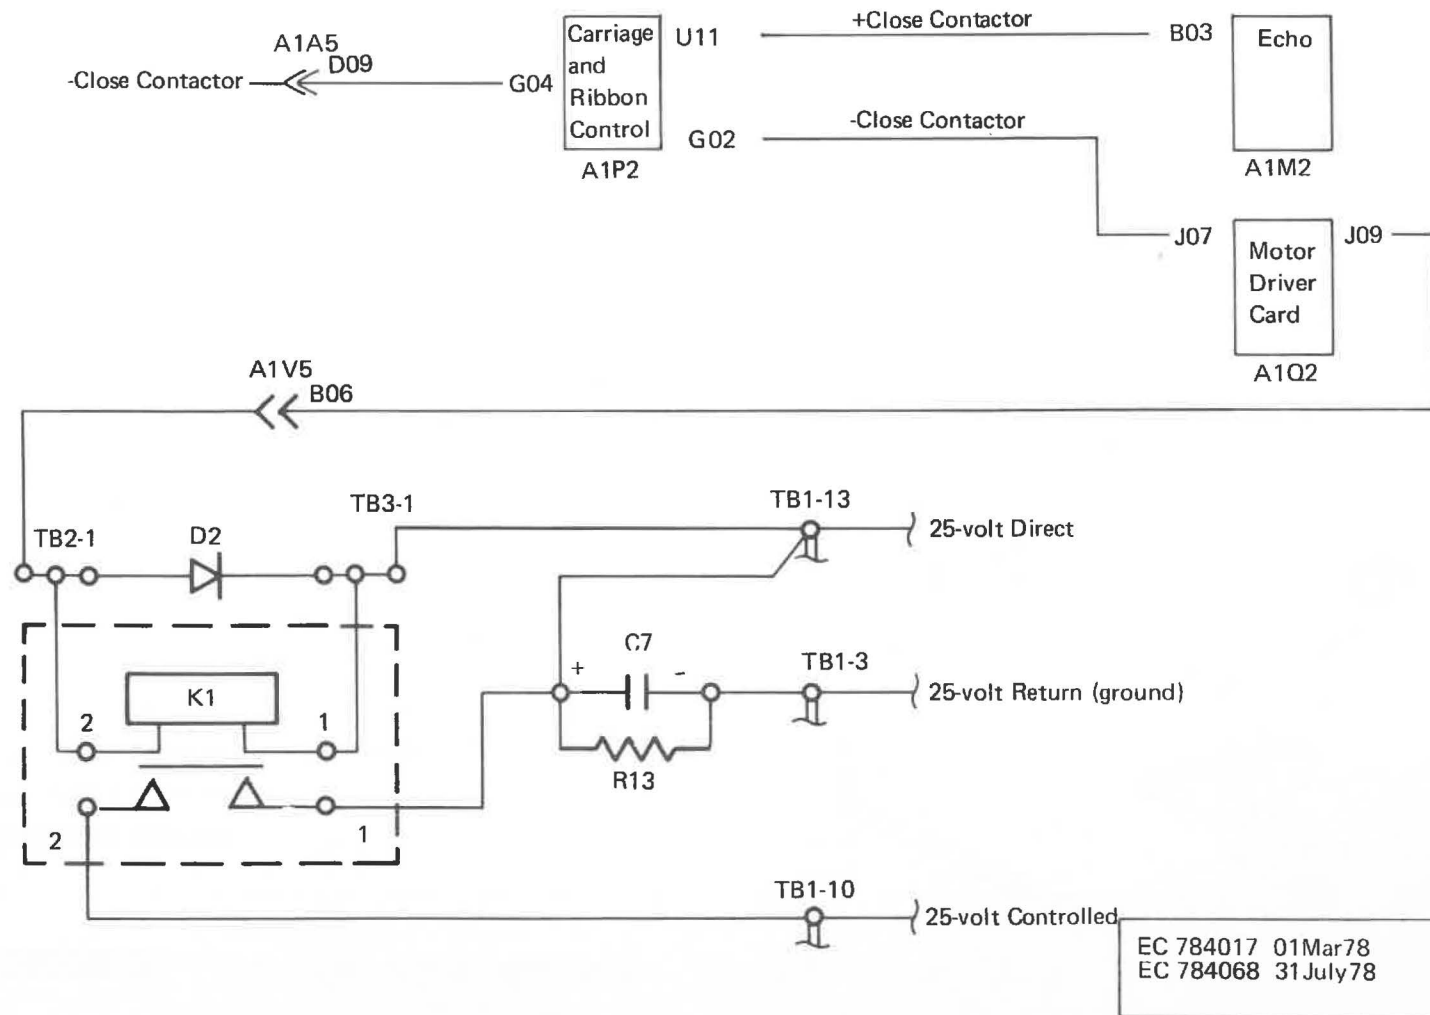 A1A5
D09
-Close Contactor
G04
Carriage
and
Ribbon
Control
A1P2
U11
+Close Contactor
B03
Echo
A1M2
G02
-Close Contactor
J07
Motor
Driver
Card
A1Q2
J09
A1V5
B06
TB2-1
D2
TB3-1
TB1-13
25-volt Direct
K1
2
1
2
1
+
C7
-
R13
TB1-3
25-volt Return (ground)
TB1-10
25-volt Controlled
EC 784017 01Mar78
EC 784068 31July78